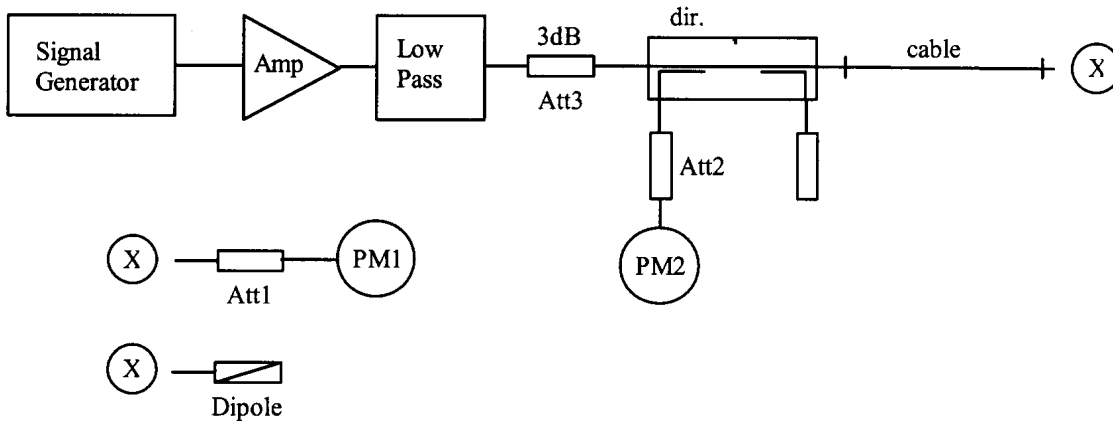 Signal
Generator
Amp
Low
Pass
3dB
Att3
dir.
cable
X
Att2
PM2
X
Att1
PM1
X
Dipole